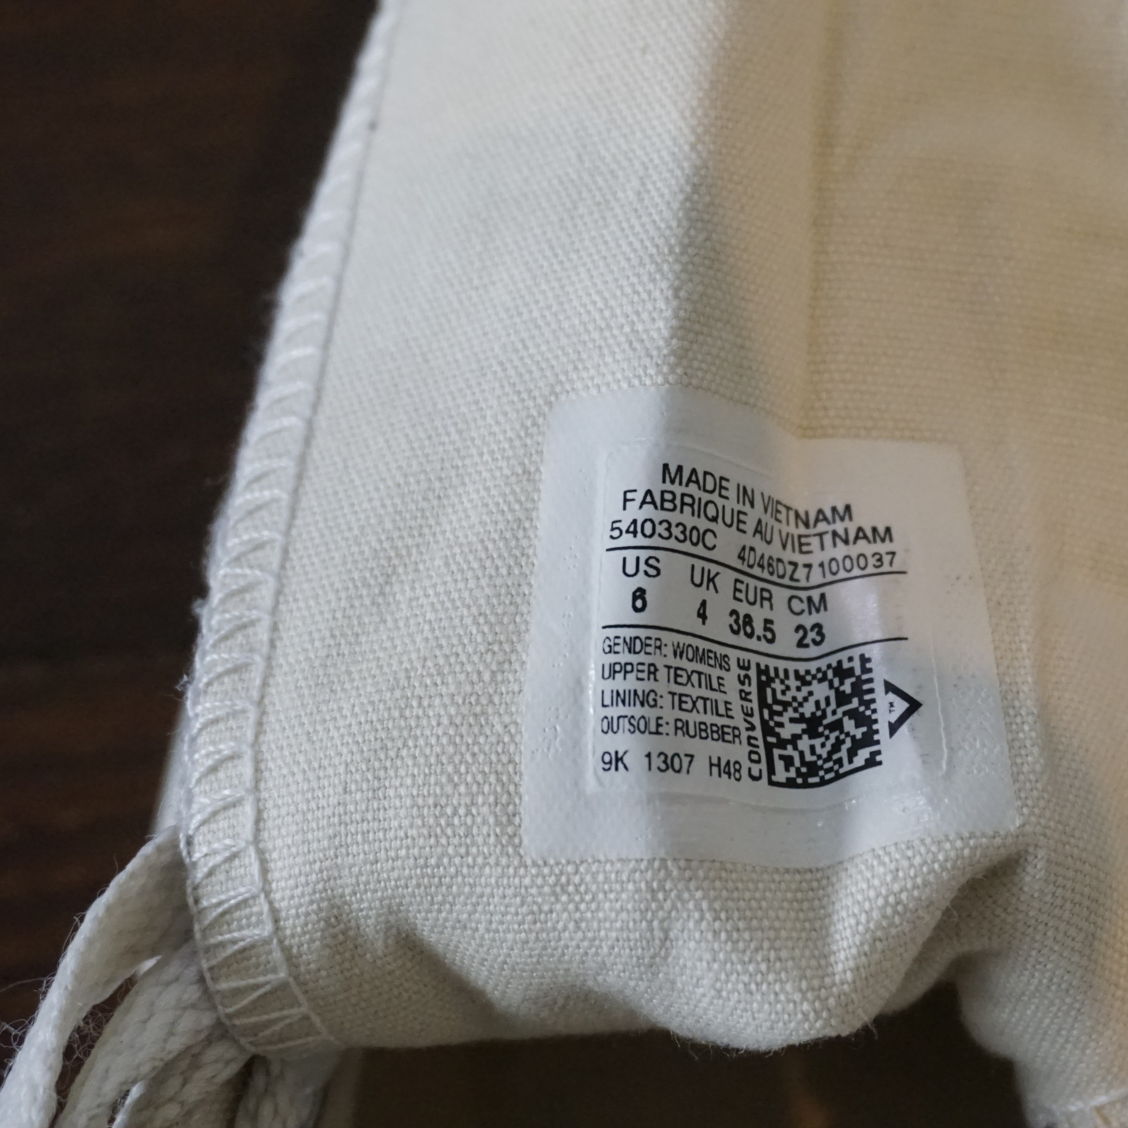 MADE IN VIETNAM
FABRIQUE AU VIETNAM
540330C 4D46DZ7100037
US UK EUR CM
6 4 36.5 23
GENDER: WOMENS
UPPER TEXTILE
LINING: TEXTILE
OUTSOLE: RUBBER
9K 1307 H48
CONVERSE
TM